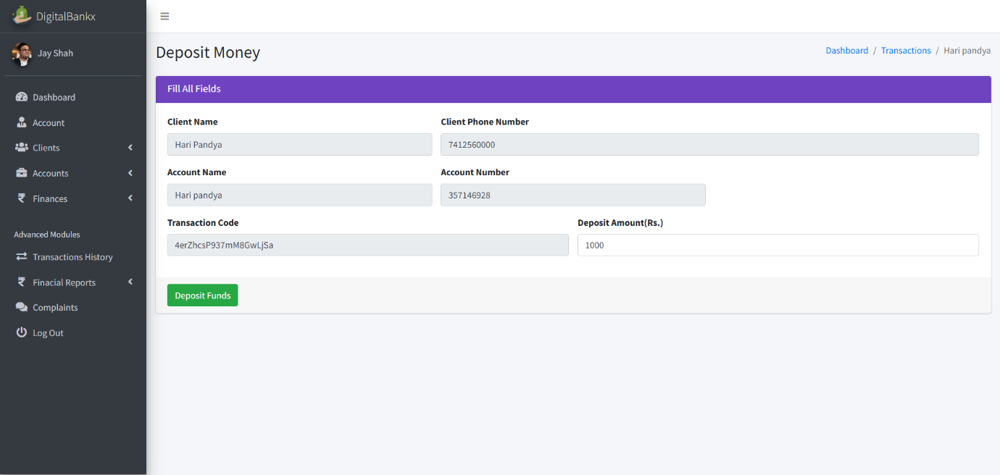 DigitalBankx
Jay Shah
Dashboard
Account
Clients
Accounts
Finances
Advanced Modules
Transactions History
Finacial Reports
Complaints
Log Out
Deposit Money
Dashboard / Transactions / Hari pandya
Fill All Fields
Client Name Client Phone Number
Hari Pandya 7412560000
Account Name Account Number
Hari pandya 357146928
Transaction Code Deposit Amount(Rs.)
4erZhcsP937mM8GwLjSa 1000
Deposit Funds